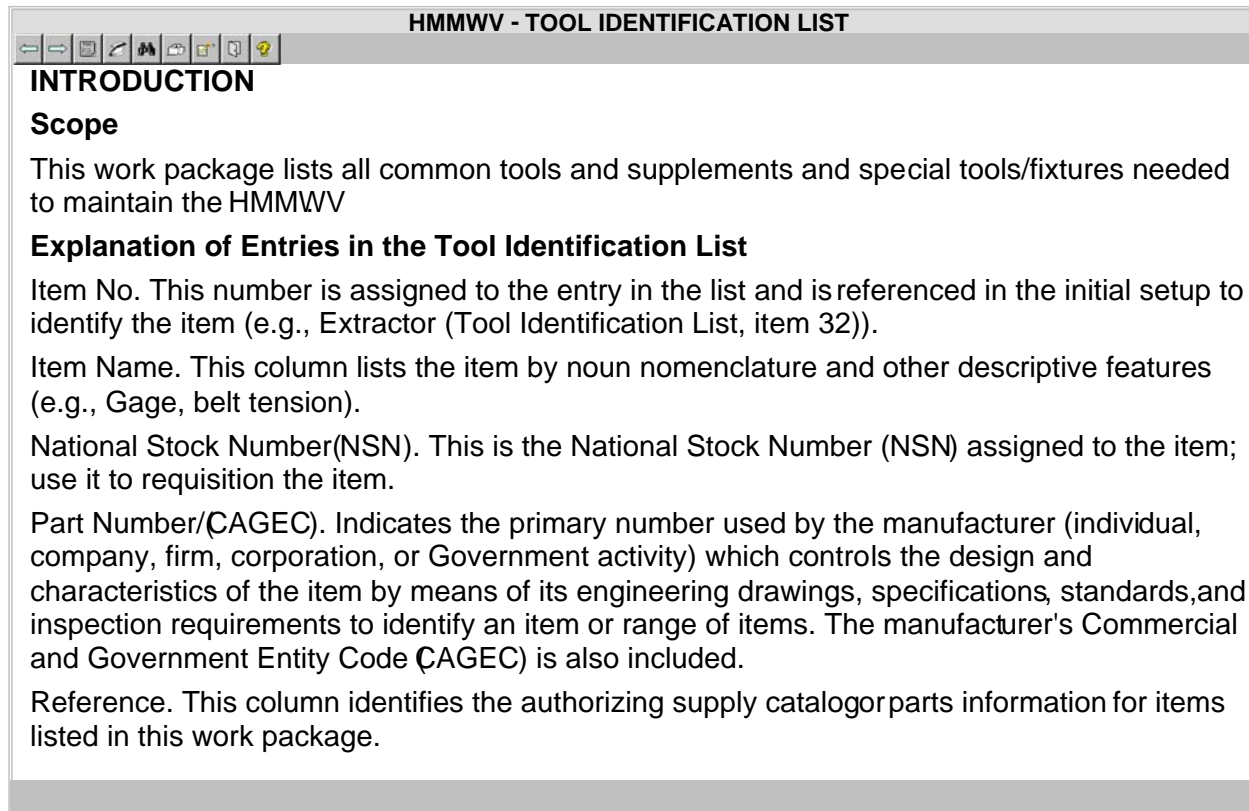 HMMWV - TOOL IDENTIFICATION LIST
INTRODUCTION
Scope
This work package lists all common tools and supplements and special tools/fixtures needed
to maintain the HMMWV
Explanation of Entries in the Tool Identification List
Item No. This number is assigned to the entry in the list and is referenced in the initial setup to
identify the item (e.g., Extractor (Tool Identification List, item 32)).
Item Name. This column lists the item by noun nomenclature and other descriptive features
(e.g., Gage, belt tension).
National Stock Number(NSN). This is the National Stock Number (NSN) assigned to the item;
use it to requisition the item.
Part Number/(CAGEC). Indicates the primary number used by the manufacturer (individual,
company, firm, corporation, or Government activity) which controls the design and
characteristics of the item by means of its engineering drawings, specifications, standards,and
inspection requirements to identify an item or range of items. The manufacturer's Commercial
and Government Entity Code (CAGEC) is also included.
Reference. This column identifies the authorizing supply catalog or parts information for items
listed in this work package.